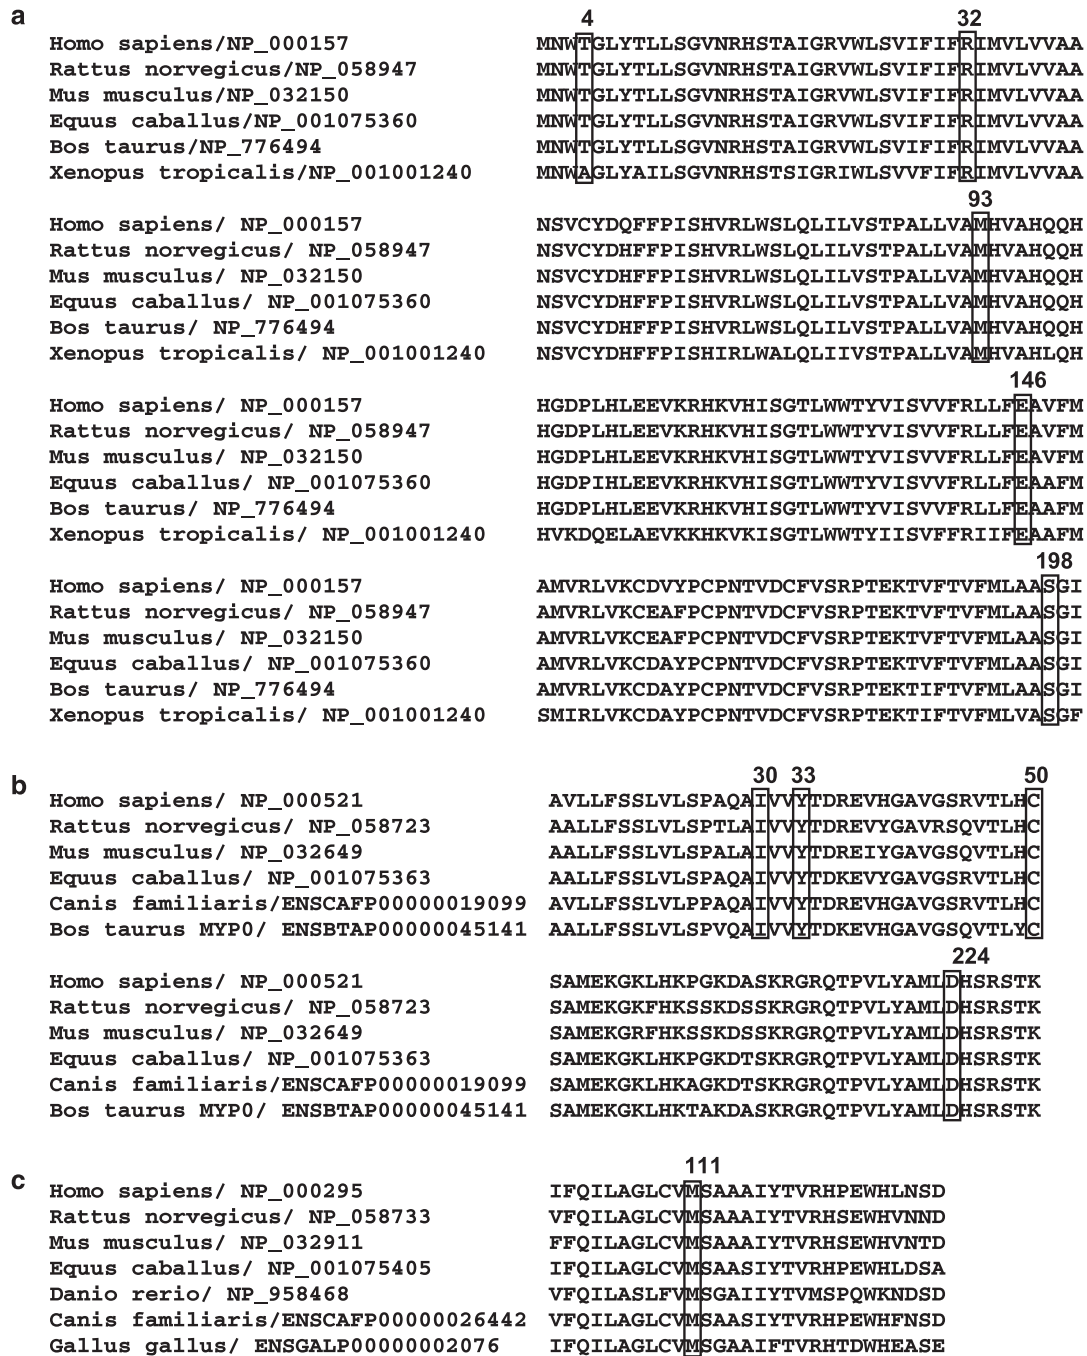 a
4 32
Homo sapiens/NP_000157 MNWTGLYTLLSGVNRHSTAIGRVWLSVIFIFRIMVLVVAA
Rattus norvegicus/NP_058947 MNWTGLYTLLSGVNRHSTAIGRVWLSVIFIFRIMVLVVAA
Mus musculus/NP_032150 MNWTGLYTLLSGVNRHSTAIGRVWLSVIFIFRIMVLVVAA
Equus caballus/NP_001075360 MNWTGLYTLLSGVNRHSTAIGRVWLSVIFIFRIMVLVVAA
Bos taurus/NP_776494 MNWTGLYTLLSGVNRHSTAIGRVWLSVIFIFRIMVLVVAA
Xenopus tropicalis/NP_001001240 MNWAGLYAILSGVNRHSTSIGRIWLSVVFIFRIMVLVVAA
93
Homo sapiens/ NP_000157 NSVCYDQFFPISHVRLWSLQLILVSTPALLVAMHVAHQQH
Rattus norvegicus/ NP_058947 NSVCYDHFFPISHVRLWSLQLILVSTPALLVAMHVAHQQH
Mus musculus/ NP_032150 NSVCYDHFFPISHVRLWSLQLILVSTPALLVAMHVAHQQH
Equus caballus/ NP_001075360 NSVCYDHFFPISHVRLWSLQLILVSTPALLVAMHVAHQQH
Bos taurus/ NP_776494 NSVCYDHFFPISHVRLWSLQLILVSTPALLVAMHVAHQQH
Xenopus tropicalis/ NP_001001240 NSVCYDHFFPISHIRLWALQLIIVSTPALLVAMHVAHLQH
146
Homo sapiens/ NP_000157 HGDPLHLEEVKRHKVHISGTLWWTYVISVVFRLLFEAVFM
Rattus norvegicus/ NP_058947 HGDPLHLEEVKRHKVHISGTLWWTYVISVVFRLLFEAVFM
Mus musculus/ NP_032150 HGDPLHLEEVKRHKVHISGTLWWTYVISVVFRLLFEAVFM
Equus caballus/ NP_001075360 HGDPIHLEEVKRHKVHISGTLWWTYVISVVFRLLFEAAFM
Bos taurus/ NP_776494 HGDPLHLEEVKRHKVHISGTLWWTYVISVVFRLLFEAAFM
Xenopus tropicalis/ NP_001001240 HVKDQELAEVKKHKVKISGTLWWTYIISVFFRIIFEAAFM
198
Homo sapiens/ NP_000157 AMVRLVKCDVYPCPNTVDCFVSRPTEKTVFTVFMLAASGI
Rattus norvegicus/ NP_058947 AMVRLVKCEAFPCPNTVDCFVSRPTEKTVFTVFMLAASGI
Mus musculus/ NP_032150 AMVRLVKCEAFPCPNTVDCFVSRPTEKTVFTVFMLAASGI
Equus caballus/ NP_001075360 AMVRLVKCDAYPCPNTVDCFVSRPTEKTVFTVFMLAASGI
Bos taurus/ NP_776494 AMVRLVKCDAYPCPNTVDCFVSRPTEKTIFTVFMLAASGI
Xenopus tropicalis/ NP_001001240 SMIRLVKCDAYPCPNTVDCFVSRPTEKTIFTVFMLVASGF
b
30 33 50
Homo sapiens/ NP_000521 AVLLFSSLVLSPAQAIVVYTDREVHGAVGSRVTLHC
Rattus norvegicus/ NP_058723 AALLFSSLVLSPTLAIVVYTDREVYGAVRSQVTLHC
Mus musculus/ NP_032649 AALLFSSLVLSPALAIVVYTDREIYGAVGSQVTLHC
Equus caballus/ NP_001075363 AALLFSSLVLSPAQAIVVYTDKEVYGAVGSRVTLHC
Canis familiaris/ENSCAFP00000019099 AVLLFSSLVLPPAQAIVVYTDREVHGAVGSRVTLHC
Bos taurus MYP0/ ENSBTAP00000045141 AALLFSSLVLSPVQAIVVYTDKEVHGAVGSQVTLYC
224
Homo sapiens/ NP_000521 SAMEKGKLHKPGKDASKRGRQTPVLYAMLDHSRSTK
Rattus norvegicus/ NP_058723 SAMEKGKFHKSSKDSSKRGRQTPVLYAMLDHSRSTK
Mus musculus/ NP_032649 SAMEKGRFHKSSKDSSKRGRQTPVLYAMLDHSRSTK
Equus caballus/ NP_001075363 SAMEKGKLHKPGKDTSKRGRQTPVLYAMLDHSRSTK
Canis familiaris/ENSCAFP00000019099 SAMEKGKLHKAGKDTSKRGRQTPVLYAMLDHSRSTK
Bos taurus MYP0/ ENSBTAP00000045141 SAMEKGKLHKTAKDASKRGRQTPVLYAMLDHSRSTK
c
111
Homo sapiens/ NP_000295 IFQILAGLCVMSAAAIYTVRHPEWHLNSD
Rattus norvegicus/ NP_058733 VFQILAGLCVMSAAAIYTVRHSEWHVNND
Mus musculus/ NP_032911 FFQILAGLCVMSAAAIYTVRHSEWHVNTD
Equus caballus/ NP_001075405 IFQILAGLCVMSAASIYTVRHPEWHLDSA
Danio rerio/ NP_958468 VFQILASLFVMSGAIIYTVMSPQWKNDSD
Canis familiaris/ENSCAFP00000026442 VFQILAGLCVMSAASIYTVRHPEWHFNSD
Gallus gallus/ ENSGALP00000002076 IFQILAGLCVMSGAAIFTVRHTDWHEASE